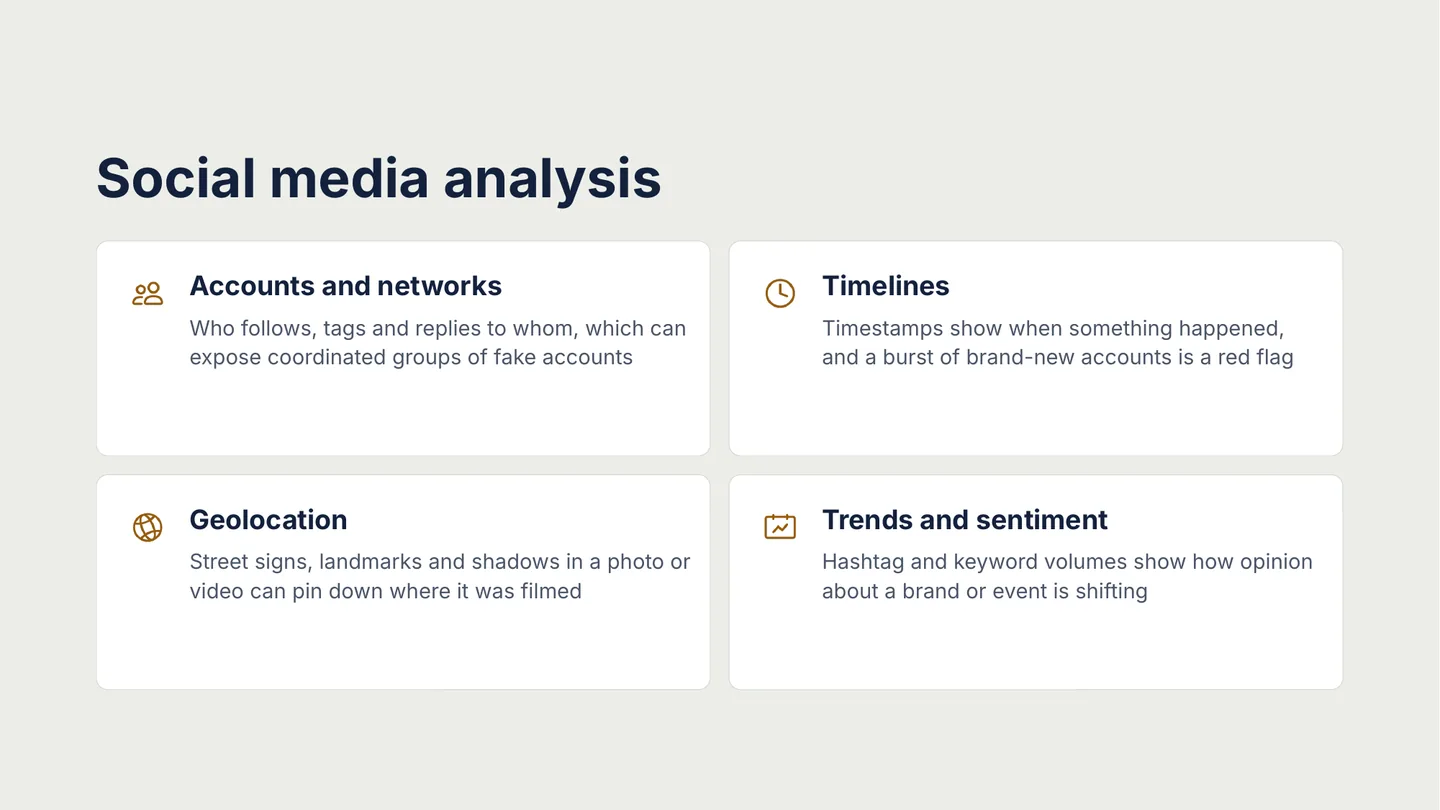 Social media analysis
Accounts and networks
Who follows, tags and replies to whom, which can
expose coordinated groups of fake accounts
Timelines
Timestamps show when something happened,
and a burst of brand-new accounts is a red flag
Geolocation
Street signs, landmarks and shadows in a photo or
video can pin down where it was filmed
Trends and sentiment
Hashtag and keyword volumes show how opinion
about a brand or event is shifting